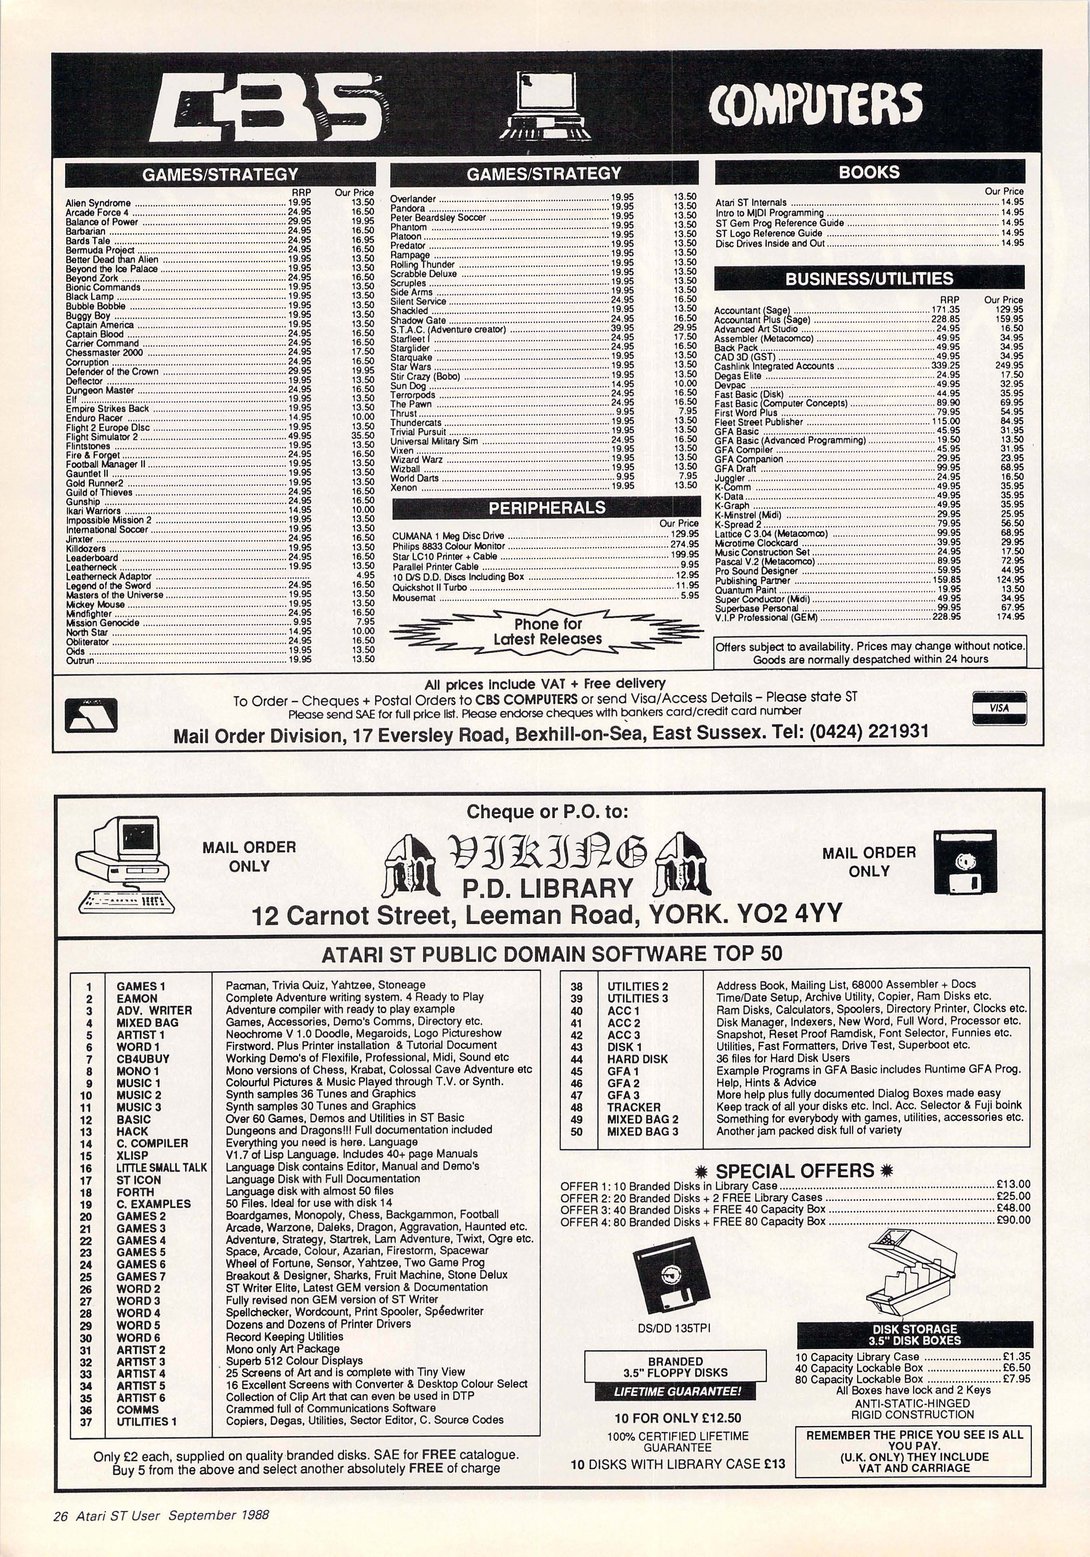 CBS COMPUTERS
GAMES/STRATEGY
RRP Our Price
Alien Syndrome 19.95 13.50
Arcade Force 4 24.95 16.50
Balance of Power 29.95 19.95
Barbarian 24.95 16.50
Bards Tale 24.95 16.95
Bermuda Project 24.95 16.50
Better Dead than Alien 19.95 13.50
Beyond the Ice Palace 19.95 13.50
Beyond Zork 24.95 16.50
Bionic Commands 19.95 13.50
Black Lamp 19.95 13.50
Bubble Bobble 19.95 13.50
Buggy Boy 19.95 13.50
Captain America 19.95 13.50
Captain Blood 24.95 16.50
Carrier Command 24.95 16.50
Chessmaster 2000 24.95 17.50
Corruption 24.95 16.50
Defender of the Crown 29.95 19.95
Deflector 19.95 13.50
Dungeon Master 24.95 16.50
Elf 19.95 13.50
Empire Strikes Back 19.95 13.50
Enduro Racer 14.95 10.00
Flight 2 Europe Disc 19.95 13.50
Flight Simulator 2 49.95 35.50
Flintstones 19.95 13.50
Fire & Forget 24.95 16.50
Football Manager II 19.95 13.50
Gauntlet II 19.95 13.50
Gold Runner2 19.95 13.50
Guild of Thieves 24.95 16.50
Gunship 24.95 16.50
Ikari Warriors 14.95 10.00
Impossible Mission 2 19.95 13.50
International Soccer 19.95 13.50
Jinxter 24.95 16.50
Killdozers 19.95 13.50
Leaderboard 24.95 16.50
Leatherneck 19.95 13.50
Leatherneck Adaptor 4.95
Legend of the Sword 24.95 16.50
Masters of the Universe 19.95 13.50
Mickey Mouse 19.95 13.50
Mindfighter 24.95 16.50
Mission Genocide 9.95 7.95
North Star 14.95 10.00
Obliterator 24.95 16.50
Oids 19.95 13.50
Outrun 19.95 13.50
GAMES/STRATEGY
Overlander 19.95 13.50
Pandora 19.95 13.50
Peter Beardsley Soccer 19.95 13.50
Phantom 19.95 13.50
Platoon 19.95 13.50
Predator 19.95 13.50
Rampage 19.95 13.50
Rolling Thunder 19.95 13.50
Scrabble Deluxe 19.95 13.50
Scruples 19.95 13.50
Side Arms 19.95 13.50
Silent Service 24.95 16.50
Shackled 19.95 13.50
Shadow Gate 24.95 16.50
S.T.A.C. (Adventure creator) 39.95 29.95
Starfleet I 24.95 17.50
Starglider 24.95 16.50
Starquake 19.95 13.50
Star Wars 19.95 13.50
Stir Crazy (Bobo) 19.95 13.50
Sun Dog 14.95 10.00
Terrorpods 24.95 16.50
The Pawn 24.95 16.50
Thrust 9.95 7.95
Thundercats 19.95 13.50
Trivial Pursuit 19.95 13.50
Universal Military Sim 24.95 16.50
Vixen 19.95 13.50
Wizard Warz 19.95 13.50
Wizball 19.95 13.50
World Darts 9.95 7.95
Xenon 19.95 13.50
PERIPHERALS
Our Price
CUMANA 1 Meg Disc Drive 129.95
Philips 8833 Colour Monitor 274.95
Star LC10 Printer + Cable 199.95
Parallel Printer Cable 9.95
10 D/S D.D. Discs Including Box 12.95
Quickshot II Turbo 11.95
Mousemat 5.95
Phone for
Latest Releases
BOOKS
Our Price
Atari ST Internals 14.95
Intro to MIDI Programming 14.95
ST Gem Prog Reference Guide 14.95
ST Logo Reference Guide 14.95
Disc Drives Inside and Out 14.95
BUSINESS/UTILITIES
RRP Our Price
Accountant (Sage) 171.35 129.95
Accountant Plus (Sage) 228.85 159.95
Advanced Art Studio 24.95 16.50
Assembler (Metacomco) 49.95 34.95
Back Pack 49.95 34.95
CAD 3D (GST) 49.95 34.95
Cashlink Integrated Accounts 339.25 249.95
Degas Elite 24.95 17.50
Devpac 49.95 32.95
Fast Basic (Disk) 44.95 35.95
Fast Basic (Computer Concepts) 89.90 69.95
First Word Plus 79.95 54.95
Fleet Street Publisher 115.00 84.95
GFA Basic 45.95 31.95
GFA Basic (Advanced Programming) 19.50 13.50
GFA Compiler 45.95 31.95
GFA Companion 29.95 23.95
GFA Draft 99.95 68.95
Juggler 24.95 16.50
K-Comm 49.95 35.95
K-Data 49.95 35.95
K-Graph 49.95 35.95
K-Minstrel (Midi) 29.95 25.95
K-Spread 2 79.95 56.50
Lattice C 3.04 (Metacomco) 99.95 68.95
Microtime Clockcard 39.95 29.95
Music Construction Set 24.95 17.50
Pascal V.2 (Metacomco) 89.95 72.95
Pro Sound Designer 59.95 44.95
Publishing Partner 159.85 124.95
Quantum Paint 19.95 13.50
Super Conductor (Midi) 49.95 34.95
Superbase Personal 99.95 67.95
V.I.P Professional (GEM) 228.95 174.95
Offers subject to availability. Prices may change without notice.
Goods are normally despatched within 24 hours
All prices include VAT + Free delivery
To Order – Cheques + Postal Orders to CBS COMPUTERS or send Visa/Access Details – Please state ST
Please send SAE for full price list. Please endorse cheques with bankers card/credit card number
VISA
Mail Order Division, 17 Eversley Road, Bexhill-on-Sea, East Sussex. Tel: (0424) 221931
Cheque or P.O. to:
MAIL ORDER
ONLY
VIKING
P.D. LIBRARY
MAIL ORDER
ONLY
12 Carnot Street, Leeman Road, YORK. YO2 4YY
ATARI ST PUBLIC DOMAIN SOFTWARE TOP 50
1 GAMES 1 Pacman, Trivia Quiz, Yahtzee, Stoneage
2 EAMON Complete Adventure writing system. 4 Ready to Play
3 ADV. WRITER Adventure compiler with ready to play example
4 MIXED BAG Games, Accessories, Demo's Comms, Directory etc.
5 ARTIST 1 Neochrome V 1.0 Doodle, Megaroids, Logo Pictureshow
6 WORD 1 Firstword. Plus Printer installation & Tutorial Document
7 CB4UBUY Working Demo's of Flexifile, Professional, Midi, Sound etc
8 MONO 1 Mono versions of Chess, Krabat, Colossal Cave Adventure etc
9 MUSIC 1 Colourful Pictures & Music Played through T.V. or Synth.
10 MUSIC 2 Synth samples 36 Tunes and Graphics
11 MUSIC 3 Synth samples 30 Tunes and Graphics
12 BASIC Over 60 Games, Demos and Utilities in ST Basic
13 HACK Dungeons and Dragons!!! Full documentation included
14 C. COMPILER Everything you need is here. Language
15 XLISP V1.7 of Lisp Language. Includes 40+ page Manuals
16 LITTLE SMALL TALK Language Disk contains Editor, Manual and Demo's
17 ST ICON Language Disk with Full Documentation
18 FORTH Language disk with almost 50 files
19 C. EXAMPLES 50 Files. Ideal for use with disk 14
20 GAMES 2 Boardgames, Monopoly, Chess, Backgammon, Football
21 GAMES 3 Arcade, Warzone, Daleks, Dragon, Aggravation, Haunted etc.
22 GAMES 4 Adventure, Strategy, Startrek, Lam Adventure, Twixt, Ogre etc.
23 GAMES 5 Space, Arcade, Colour, Azarian, Firestorm, Spacewar
24 GAMES 6 Wheel of Fortune, Sensor, Yahtzee, Two Game Prog
25 GAMES 7 Breakout & Designer, Sharks, Fruit Machine, Stone Delux
26 WORD 2 ST Writer Elite, Latest GEM version & Documentation
27 WORD 3 Fully revised non GEM version of ST Writer
28 WORD 4 Spellchecker, Wordcount, Print Spooler, Speedwriter
29 WORD 5 Dozens and Dozens of Printer Drivers
30 WORD 6 Record Keeping Utilities
31 ARTIST 2 Mono only Art Package
32 ARTIST 3 Superb 512 Colour Displays
33 ARTIST 4 25 Screens of Art and is complete with Tiny View
34 ARTIST 5 16 Excellent Screens with Converter & Desktop Colour Select
35 ARTIST 6 Collection of Clip Art that can even be used in DTP
36 COMMS Crammed full of Communications Software
37 UTILITIES 1 Copiers, Degas, Utilities, Sector Editor, C. Source Codes
Only £2 each, supplied on quality branded disks. SAE for FREE catalogue.
Buy 5 from the above and select another absolutely FREE of charge
38 UTILITIES 2 Address Book, Mailing List, 68000 Assembler + Docs
39 UTILITIES 3 Time/Date Setup, Archive Utility, Copier, Ram Disks etc.
40 ACC 1 Ram Disks, Calculators, Spoolers, Directory Printer, Clocks etc.
41 ACC 2 Disk Manager, Indexers, New Word, Full Word, Processor etc.
42 ACC 3 Snapshot, Reset Proof Ramdisk, Font Selector, Funnies etc.
43 DISK 1 Utilities, Fast Formatters, Drive Test, Superboot etc.
44 HARD DISK 36 files for Hard Disk Users
45 GFA 1 Example Programs in GFA Basic includes Runtime GFA Prog.
46 GFA 2 Help, Hints & Advice
47 GFA 3 More help plus fully documented Dialog Boxes made easy
48 TRACKER Keep track of all your disks etc. Incl. Acc. Selector & Fuji boink
49 MIXED BAG 2 Something for everybody with games, utilities, accessories etc.
50 MIXED BAG 3 Another jam packed disk full of variety
SPECIAL OFFERS
OFFER 1: 10 Branded Disks in Library Case £13.00
OFFER 2: 20 Branded Disks + 2 FREE Library Cases £25.00
OFFER 3: 40 Branded Disks + FREE 40 Capacity Box £48.00
OFFER 4: 80 Branded Disks + FREE 80 Capacity Box £90.00
DS/DD 135TPI
BRANDED
3.5" FLOPPY DISKS
LIFETIME GUARANTEE!
10 FOR ONLY £12.50
100% CERTIFIED LIFETIME
GUARANTEE
10 DISKS WITH LIBRARY CASE £13
DISK STORAGE
3.5" DISK BOXES
10 Capacity Library Case £1.35
40 Capacity Lockable Box £6.50
80 Capacity Lockable Box £7.95
All Boxes have lock and 2 Keys
ANTI-STATIC-HINGED
RIGID CONSTRUCTION
REMEMBER THE PRICE YOU SEE IS ALL
YOU PAY.
(U.K. ONLY) THEY INCLUDE
VAT AND CARRIAGE
26 Atari ST User September 1988